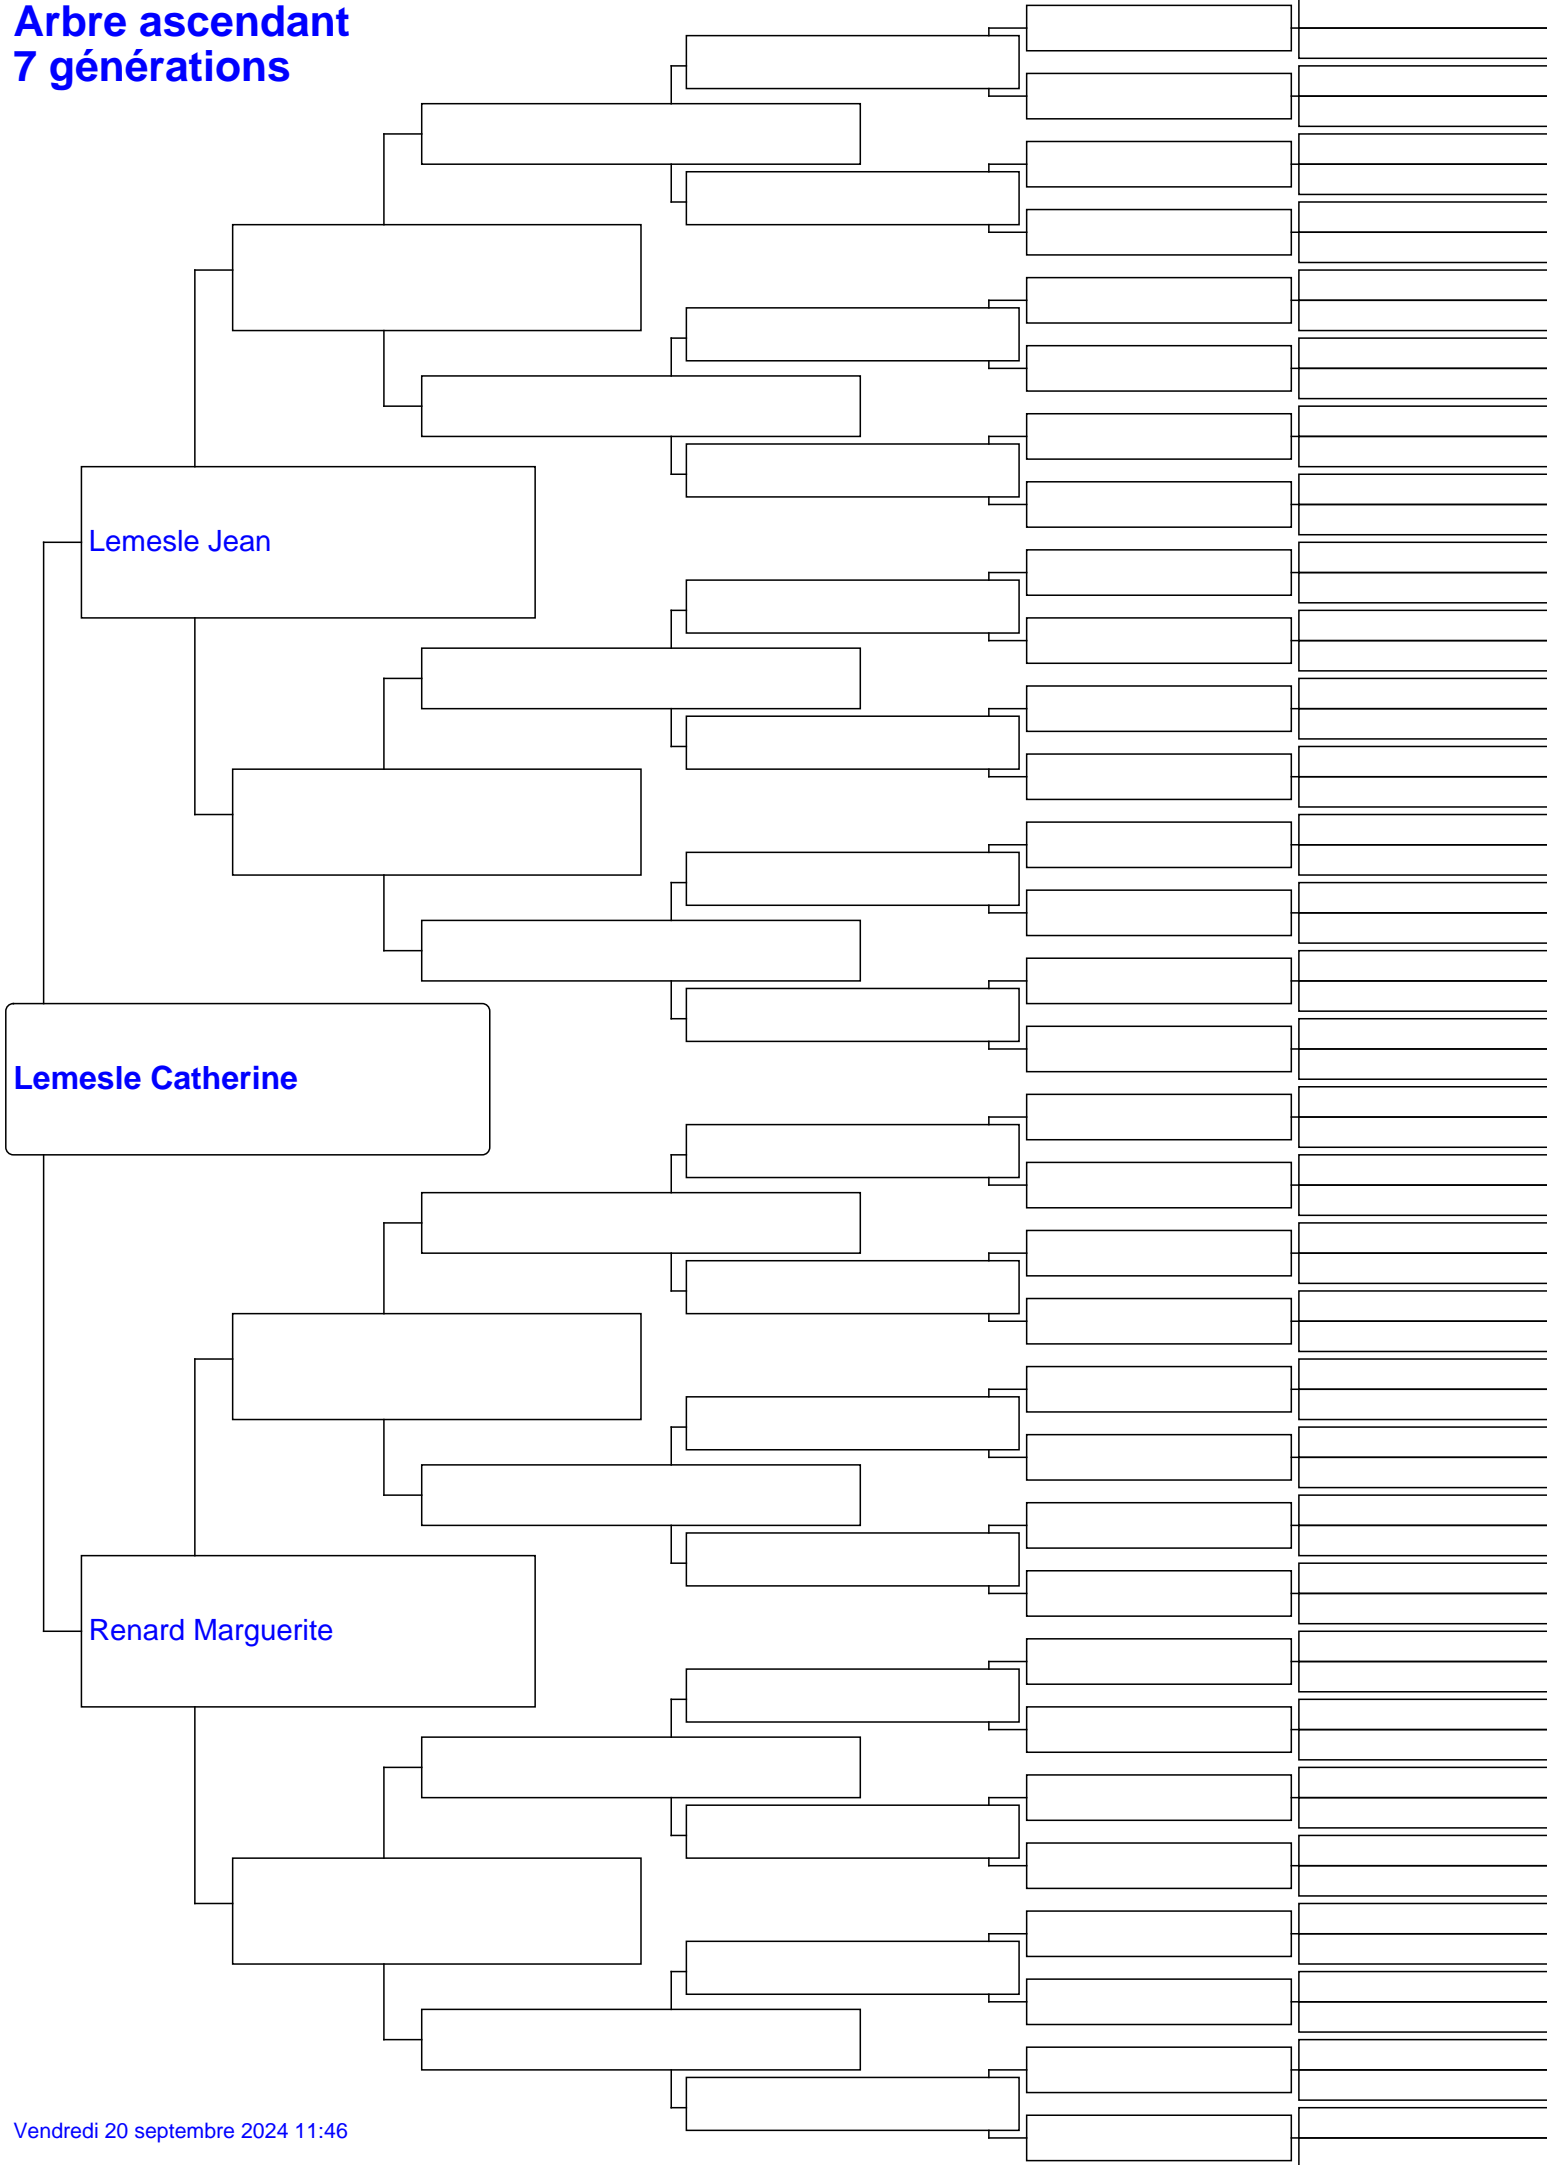 Arbre ascendant
7 générations
Lemesle Jean
Lemesle Catherine
Renard Marguerite
Vendredi 20 septembre 2024 11:46